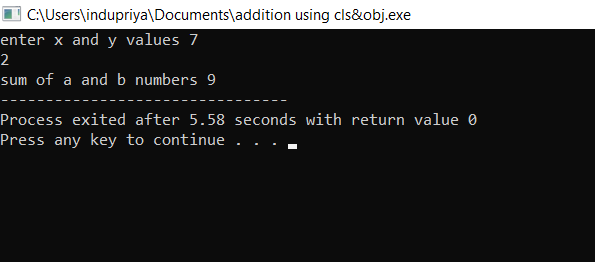 C:\Users\indupriya\Documents\addition using cls&obj.exe
enter x and y values 7
2
sum of a and b numbers 9
--------------------------------
Process exited after 5.58 seconds with return value 0
Press any key to continue . . .